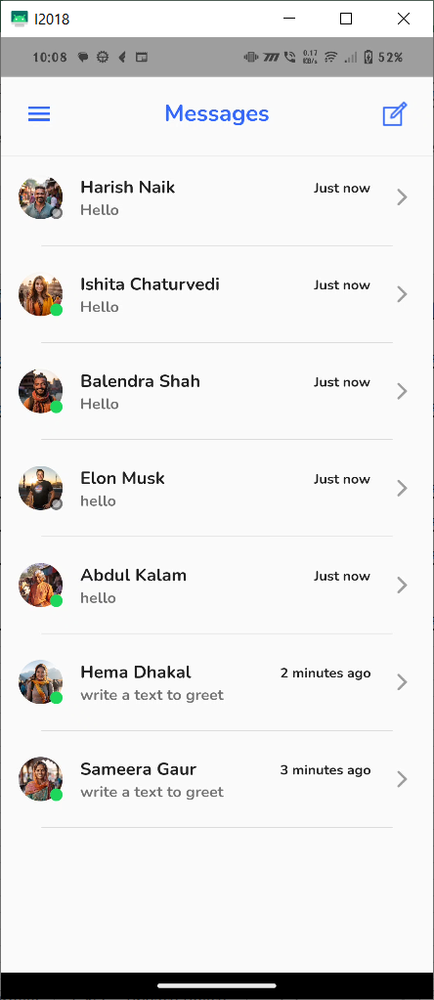 I2018
10:08
0.17
KB/s
52%
Messages
Harish Naik
Just now
Hello
Ishita Chaturvedi
Just now
Hello
Balendra Shah
Just now
Hello
Elon Musk
Just now
hello
Abdul Kalam
Just now
hello
Hema Dhakal
2 minutes ago
write a text to greet
Sameera Gaur
3 minutes ago
write a text to greet